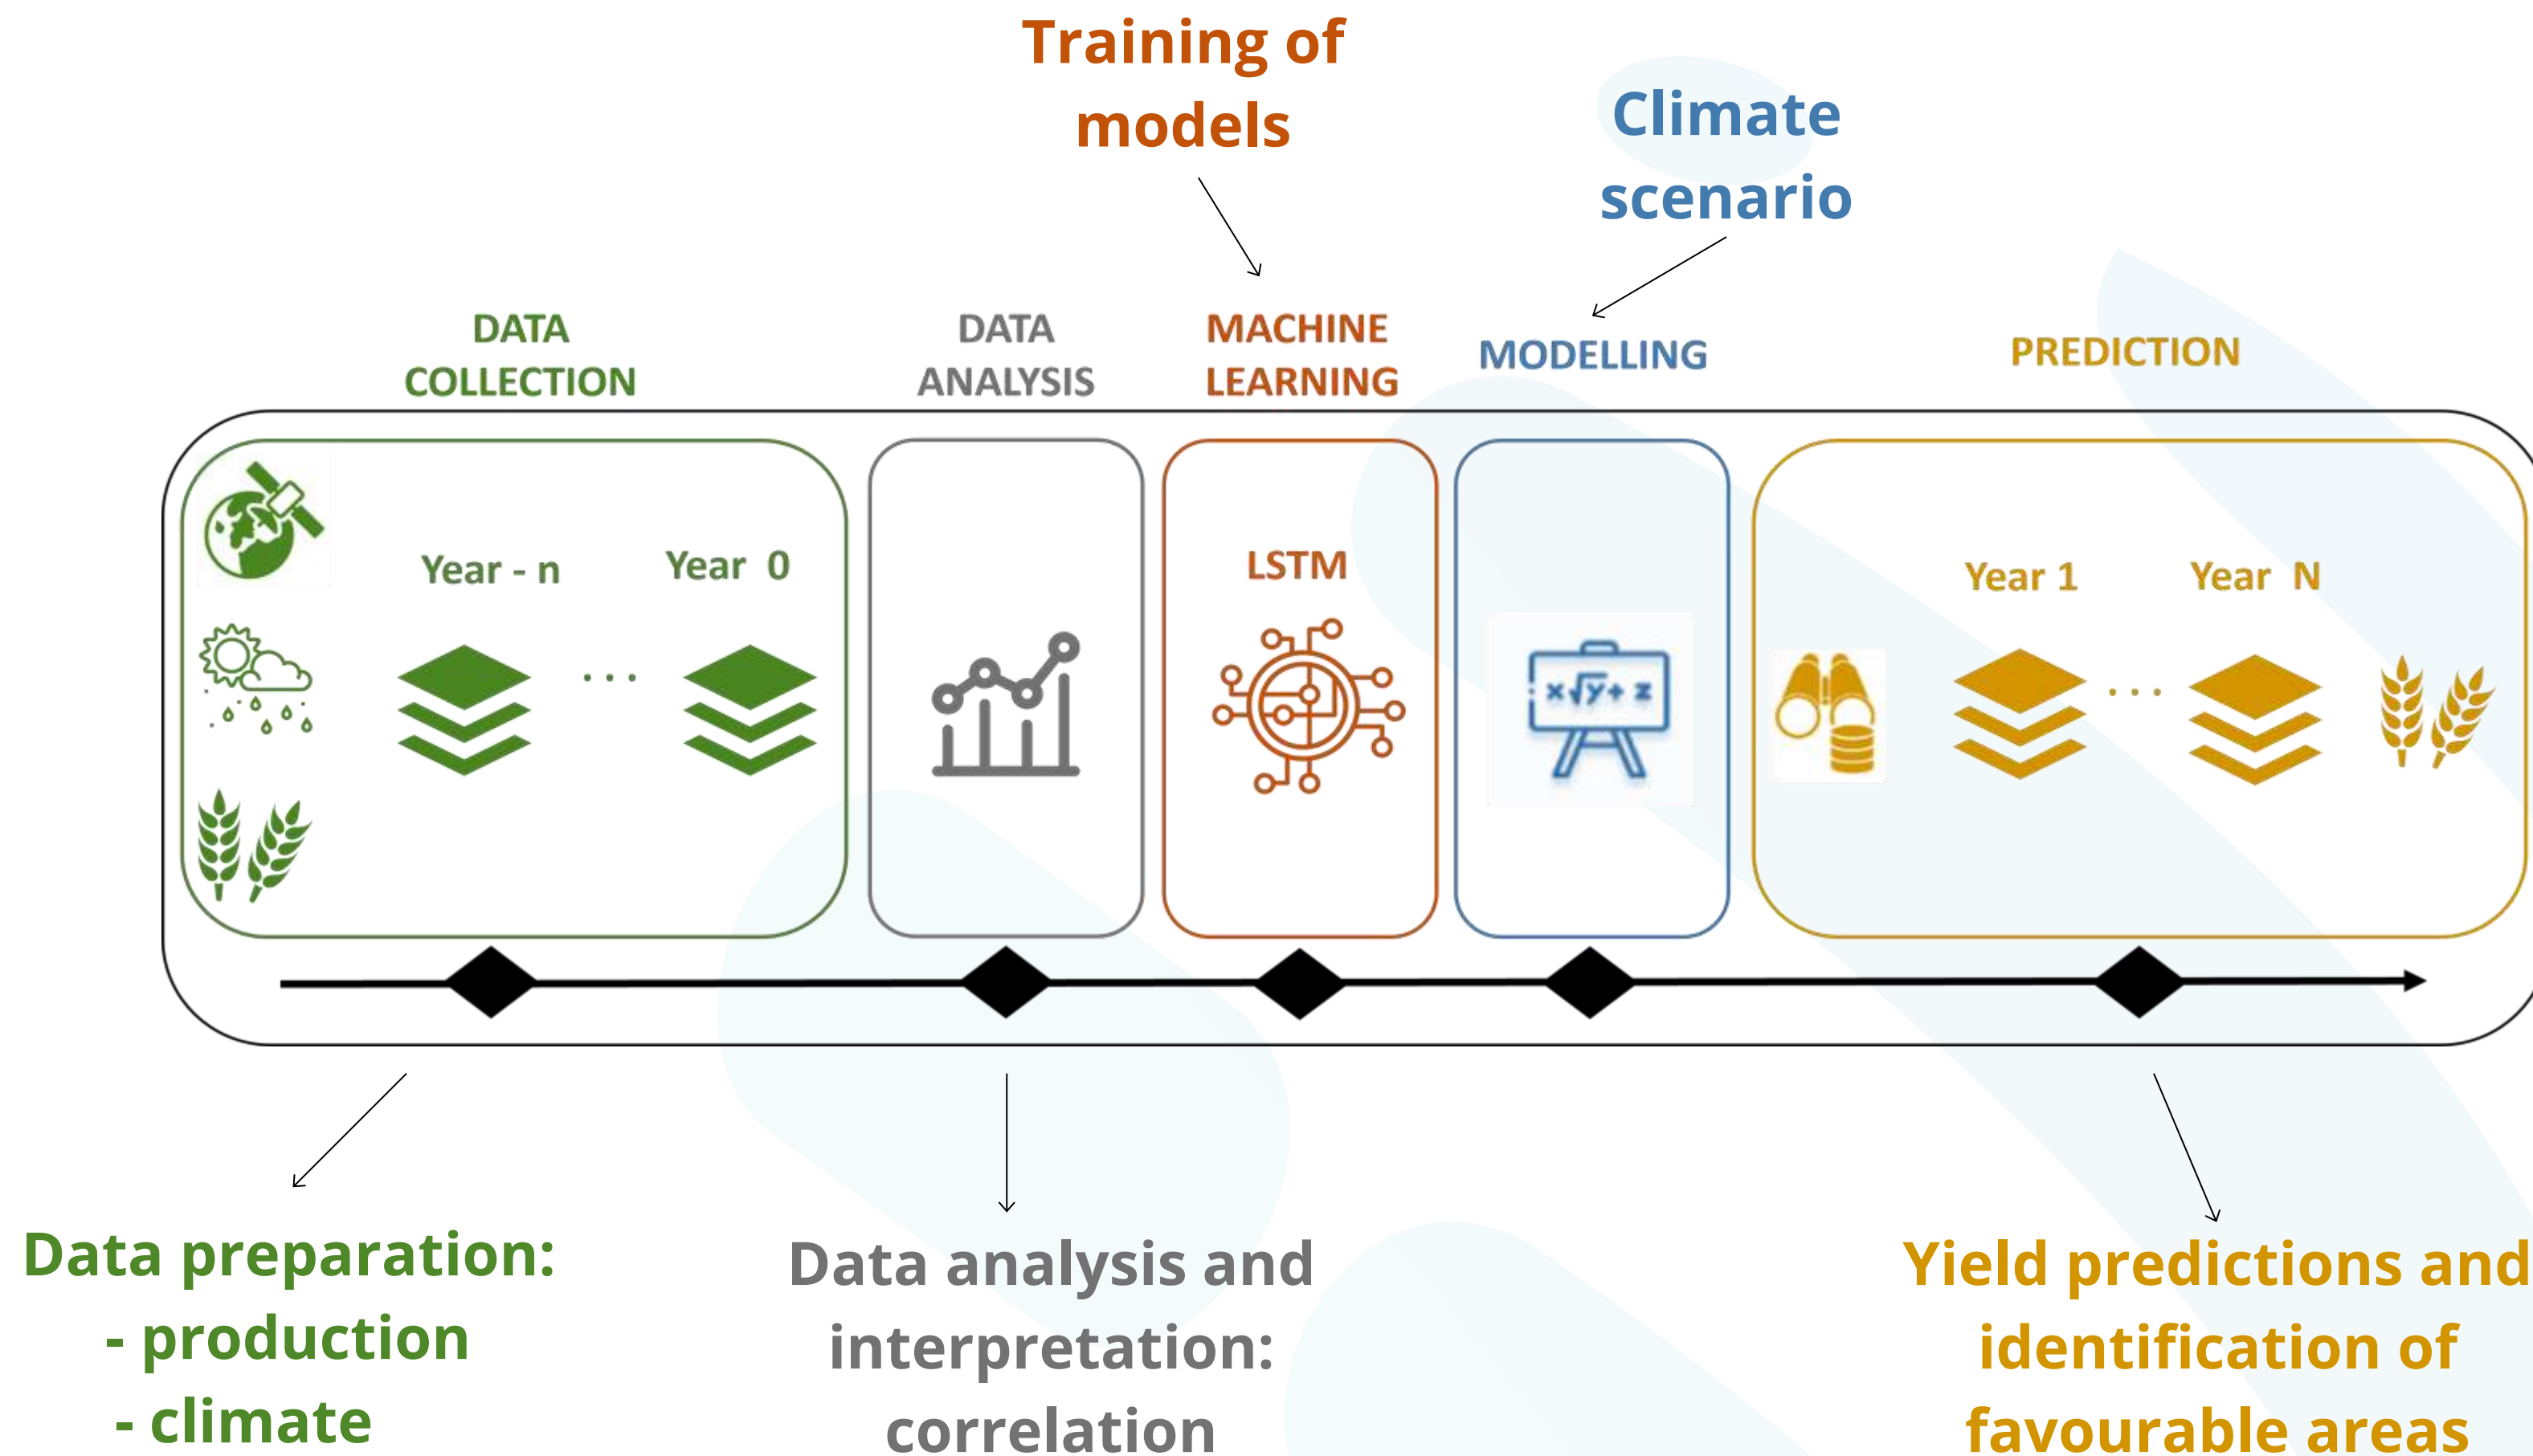 Training of
models
Climate
scenario
DATA
COLLECTION
DATA
ANALYSIS
MACHINE
LEARNING
MODELLING
PREDICTION
Year - n
Year 0
...
LSTM
x√y+ z
Year 1
Year N
...
Data preparation:
- production
- climate
Data analysis and
interpretation:
correlation
Yield predictions and
identification of
favourable areas